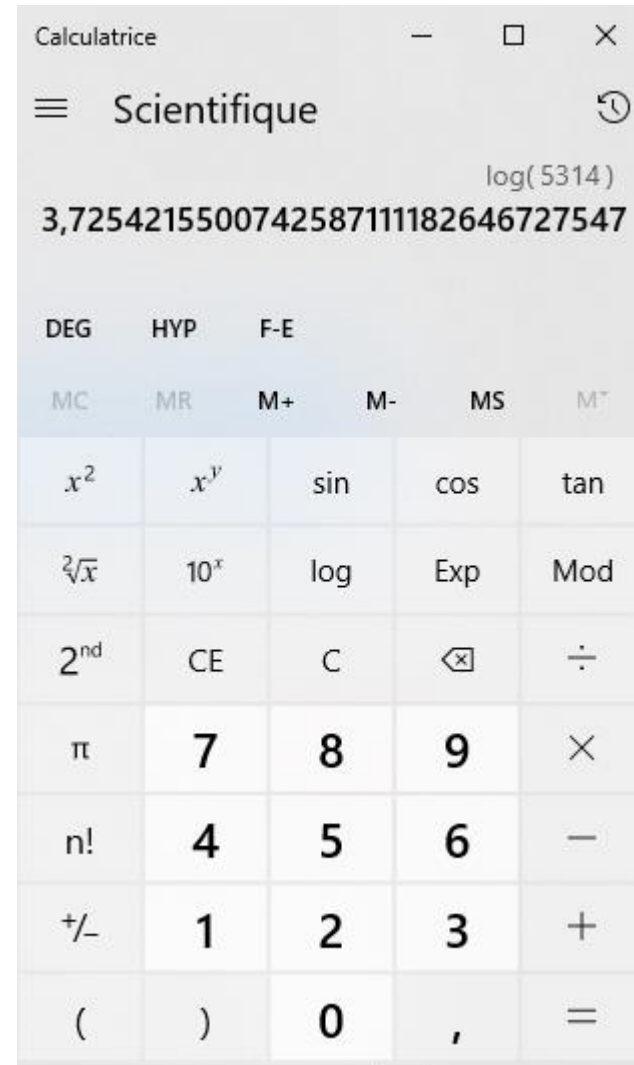 Calculatrice
Scientifique
log( 5314 )
3,7254215500742587111182646727547
DEG HYP F-E
MC MR M+ M- MS M˅
x² xʸ sin cos tan
²√x 10ˣ log Exp Mod
2ⁿᵈ CE C ÷
π 7 8 9 ×
n! 4 5 6 −
⁺/₋ 1 2 3 +
( ) 0 , =